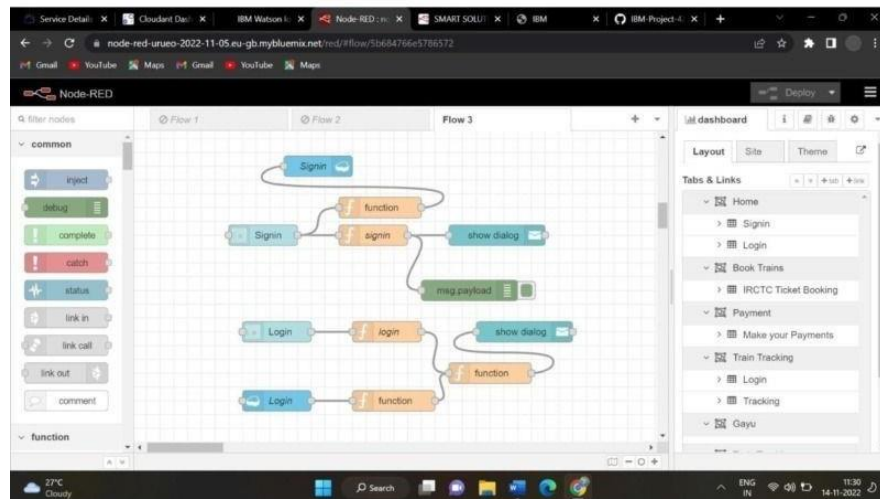 Service Detail
Cloudant Dash
IBM Watson
Node-RED : n
SMART SOLUT
IBM
IBM-Project-4
node-red-urueo-2022-11-05.eu-gb.mybluemix.net/red/#flow/5b684766e5786572
Gmail YouTube Maps Gmail YouTube Maps
Node-RED
Deploy
filter nodes
Flow 1
Flow 2
Flow 3
dashboard
common
inject
debug
complete
catch
status
link in
link call
link out
comment
function
Signin
function
Signin
signin
show dialog
msg.payload
Login
login
show dialog
function
Login
function
Layout
Site
Theme
Tabs & Links
+ tab
+ link
Home
Signin
Login
Book Trains
IRCTC Ticket Booking
Payment
Make your Payments
Train Tracking
Login
Tracking
Gayu
27°C
Cloudy
Search
ENG
IN
11:30
14-11-2022